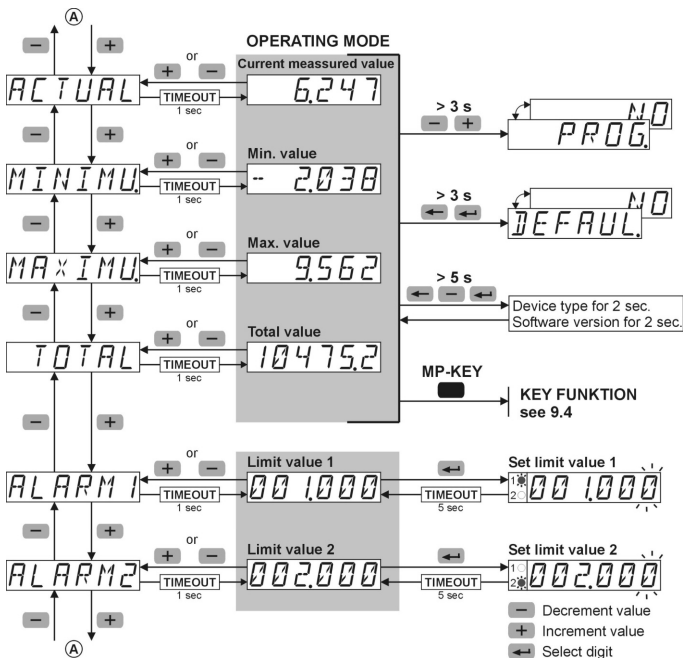 A
− +
or
OPERATING MODE
+ −
Current meassured value
ACTUAL
TIMEOUT
1 sec
6.247
> 3 s
− +
NO
PROG.
− +
or
+ −
Min. value
MINIMU.
TIMEOUT
1 sec
- 2.038
> 3 s
NO
DEFAUL.
− +
or
+ −
Max. value
MAXIMU.
TIMEOUT
1 sec
9.562
> 5 s
−
Device type for 2 sec.
Software version for 2 sec.
− +
or
+ −
Total value
TOTAL
TIMEOUT
1 sec
10475.2
MP-KEY
KEY FUNKTION
see 9.4
− +
or
+ −
Limit value 1
Set limit value 1
ALARM1
TIMEOUT
1 sec
001.000
TIMEOUT
5 sec
1
2
001.000
− +
or
+ −
Limit value 2
Set limit value 2
ALARM2
TIMEOUT
1 sec
002.000
TIMEOUT
5 sec
1
2
002.000
− +
− Decrement value
+ Increment value
Select digit
A